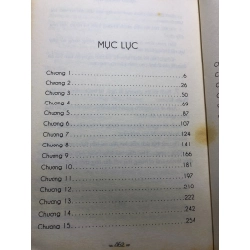 MỤC LỤC
Chương 1 6
Chương 2 26
Chương 3 50
Chương 4 69
Chương 5 87
Chương 6 107
Chương 7 124
Chương 8 141
Chương 9 166
Chương 10 181
Chương 11 197
Chương 12 210
Chương 13 222
Chương 14 242
Chương 15 251